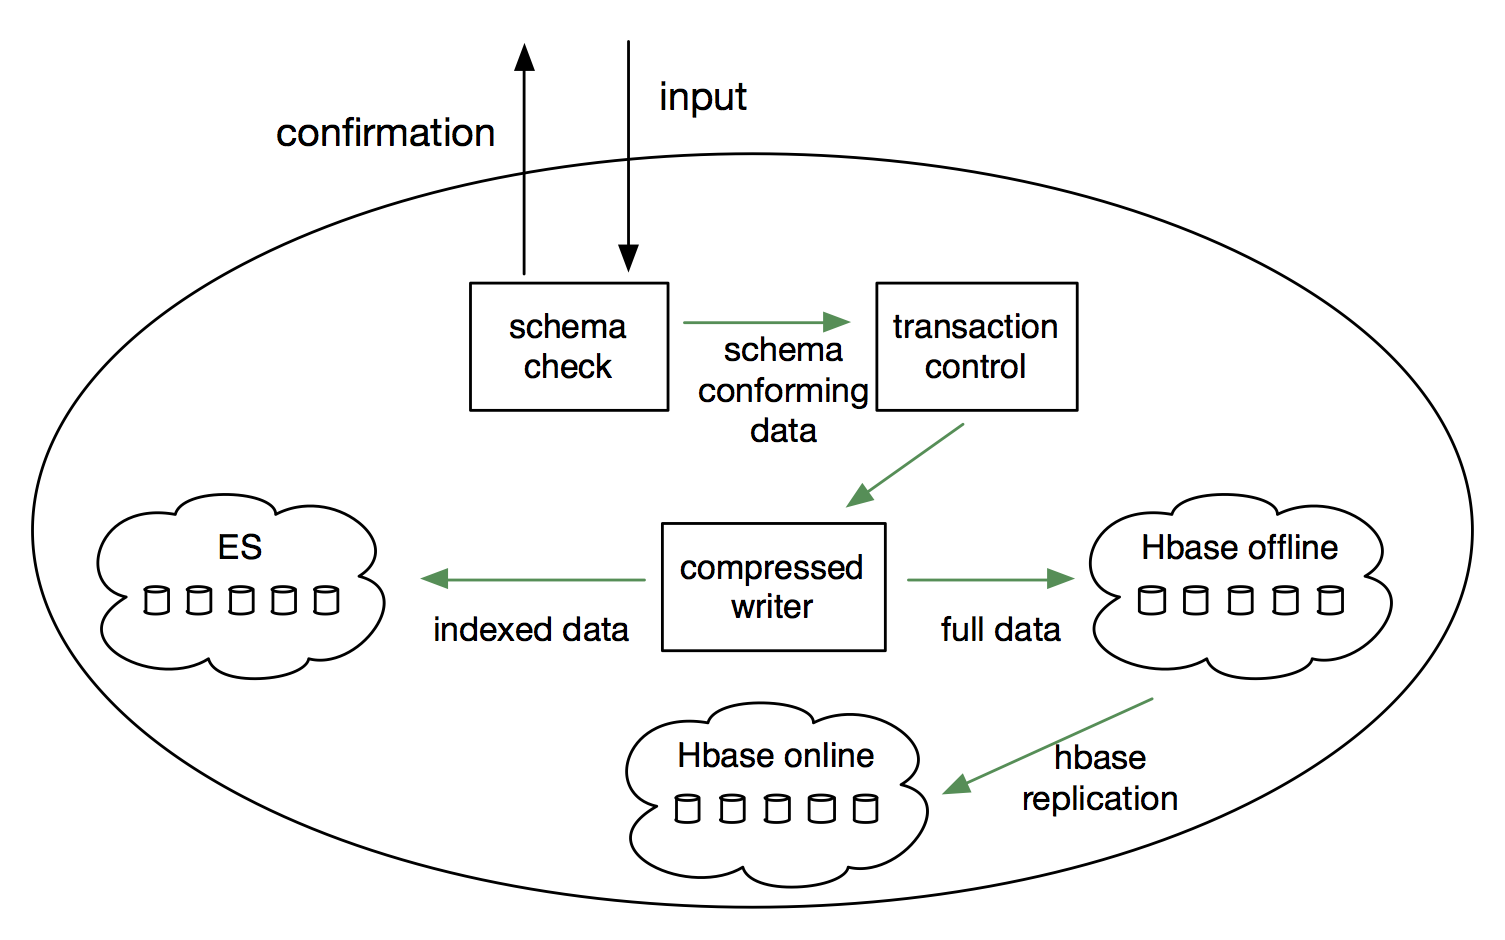 input
confirmation
schema
check
schema
conforming
data
transaction
control
ES
compressed
writer
Hbase offline
indexed data
full data
Hbase online
hbase
replication